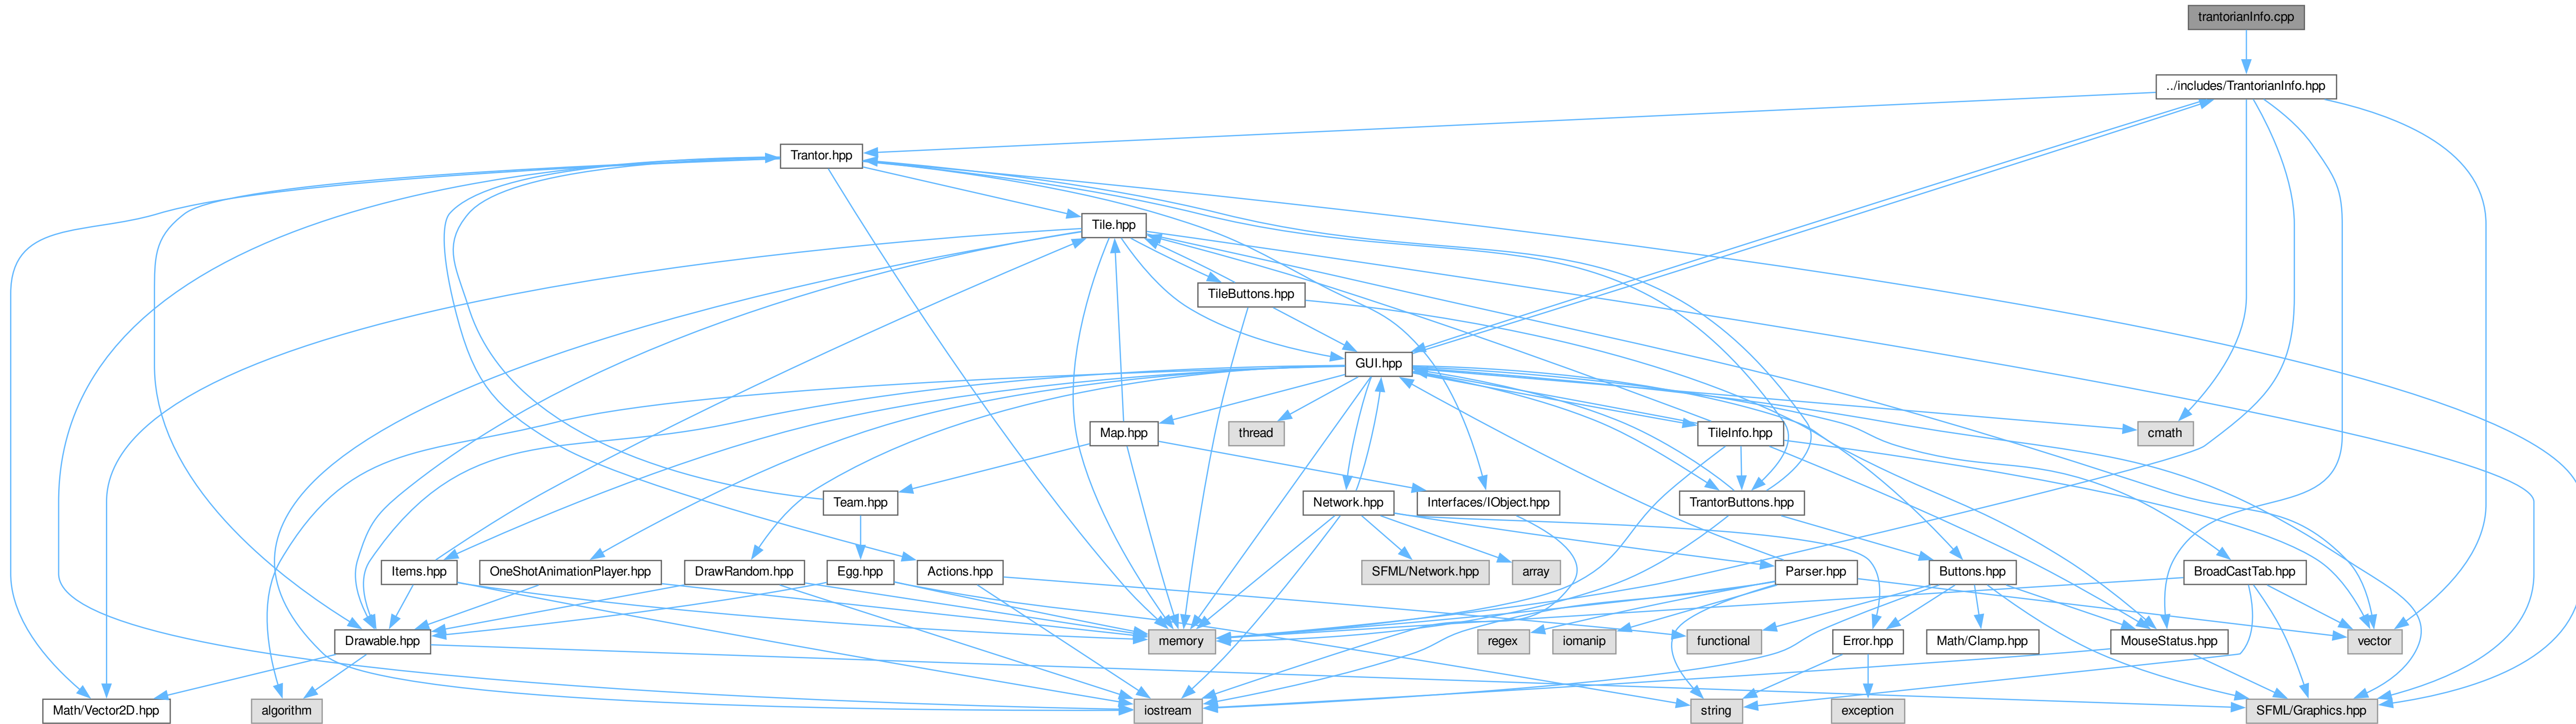 trantorianInfo.cpp
../includes/TrantorianInfo.hpp
Trantor.hpp
Tile.hpp
TileButtons.hpp
GUI.hpp
Map.hpp
thread
TileInfo.hpp
cmath
Team.hpp
Network.hpp
Interfaces/IObject.hpp
TrantorButtons.hpp
Items.hpp
OneShotAnimationPlayer.hpp
DrawRandom.hpp
Egg.hpp
Actions.hpp
SFML/Network.hpp
array
Parser.hpp
Buttons.hpp
BroadCastTab.hpp
Drawable.hpp
memory
regex
iomanip
functional
Error.hpp
Math/Clamp.hpp
MouseStatus.hpp
vector
Math/Vector2D.hpp
algorithm
iostream
string
exception
SFML/Graphics.hpp